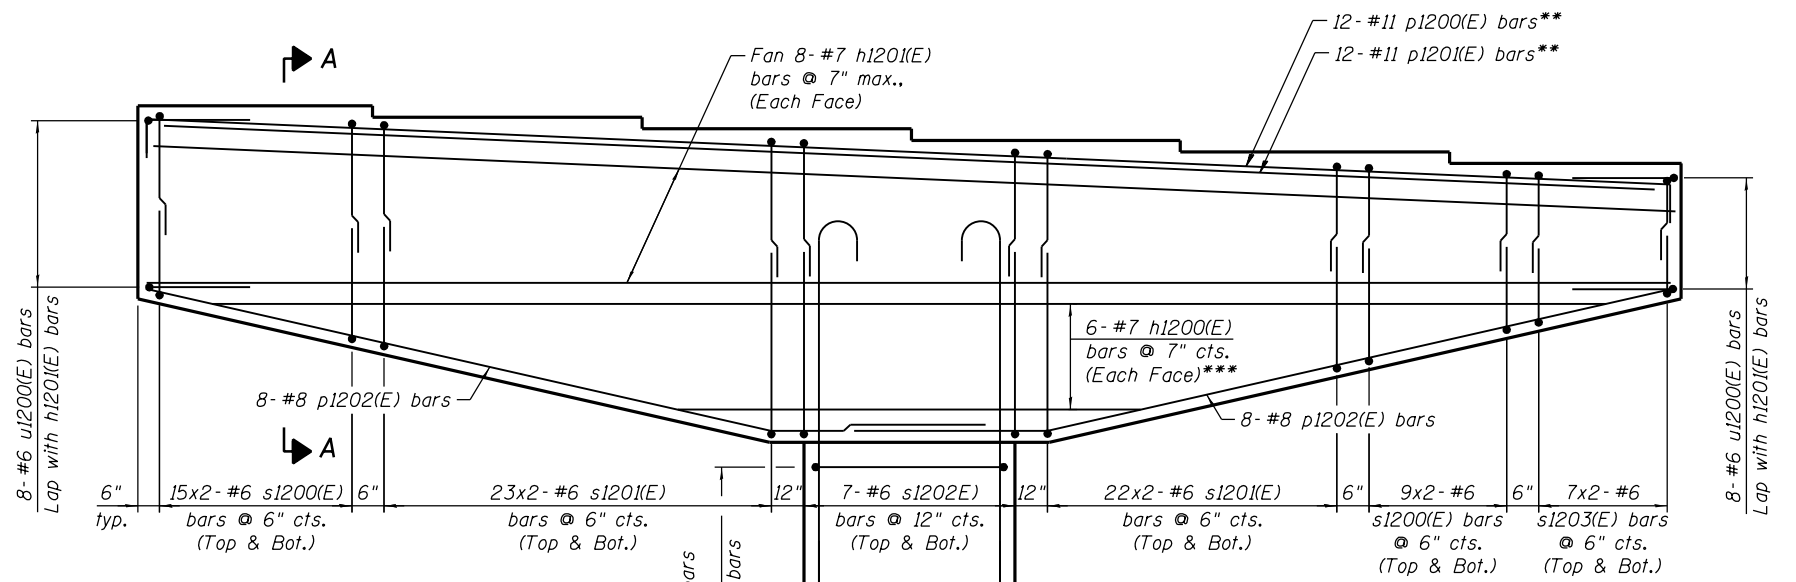 12- #11 p1200(E) bars**
12- #11 p1201(E) bars**
A
Fan 8- #7 h1201(E)
bars @ 7" max.,
(Each Face)
8- #6 u1200(E) bars
Lap with h1201(E) bars
6- #7 h1200(E)
bars @ 7" cts.
(Each Face)***
8- #8 p1202(E) bars
8- #8 p1202(E) bars
8- #6 u1200(E) bars
Lap with h1201(E) bars
A
6"
typ.
15x2- #6 s1200(E)
bars @ 6" cts.
(Top & Bot.)
6"
23x2- #6 s1201(E)
bars @ 6" cts.
(Top & Bot.)
12"
7- #6 s1202E)
bars @ 12" cts.
(Top & Bot.)
12"
22x2- #6 s1201(E)
bars @ 6" cts.
(Top & Bot.)
6"
9x2- #6
s1200(E) bars
@ 6" cts.
(Top & Bot.)
6"
7x2- #6
s1203(E) bars
@ 6" cts.
(Top & Bot.)
bars
bars